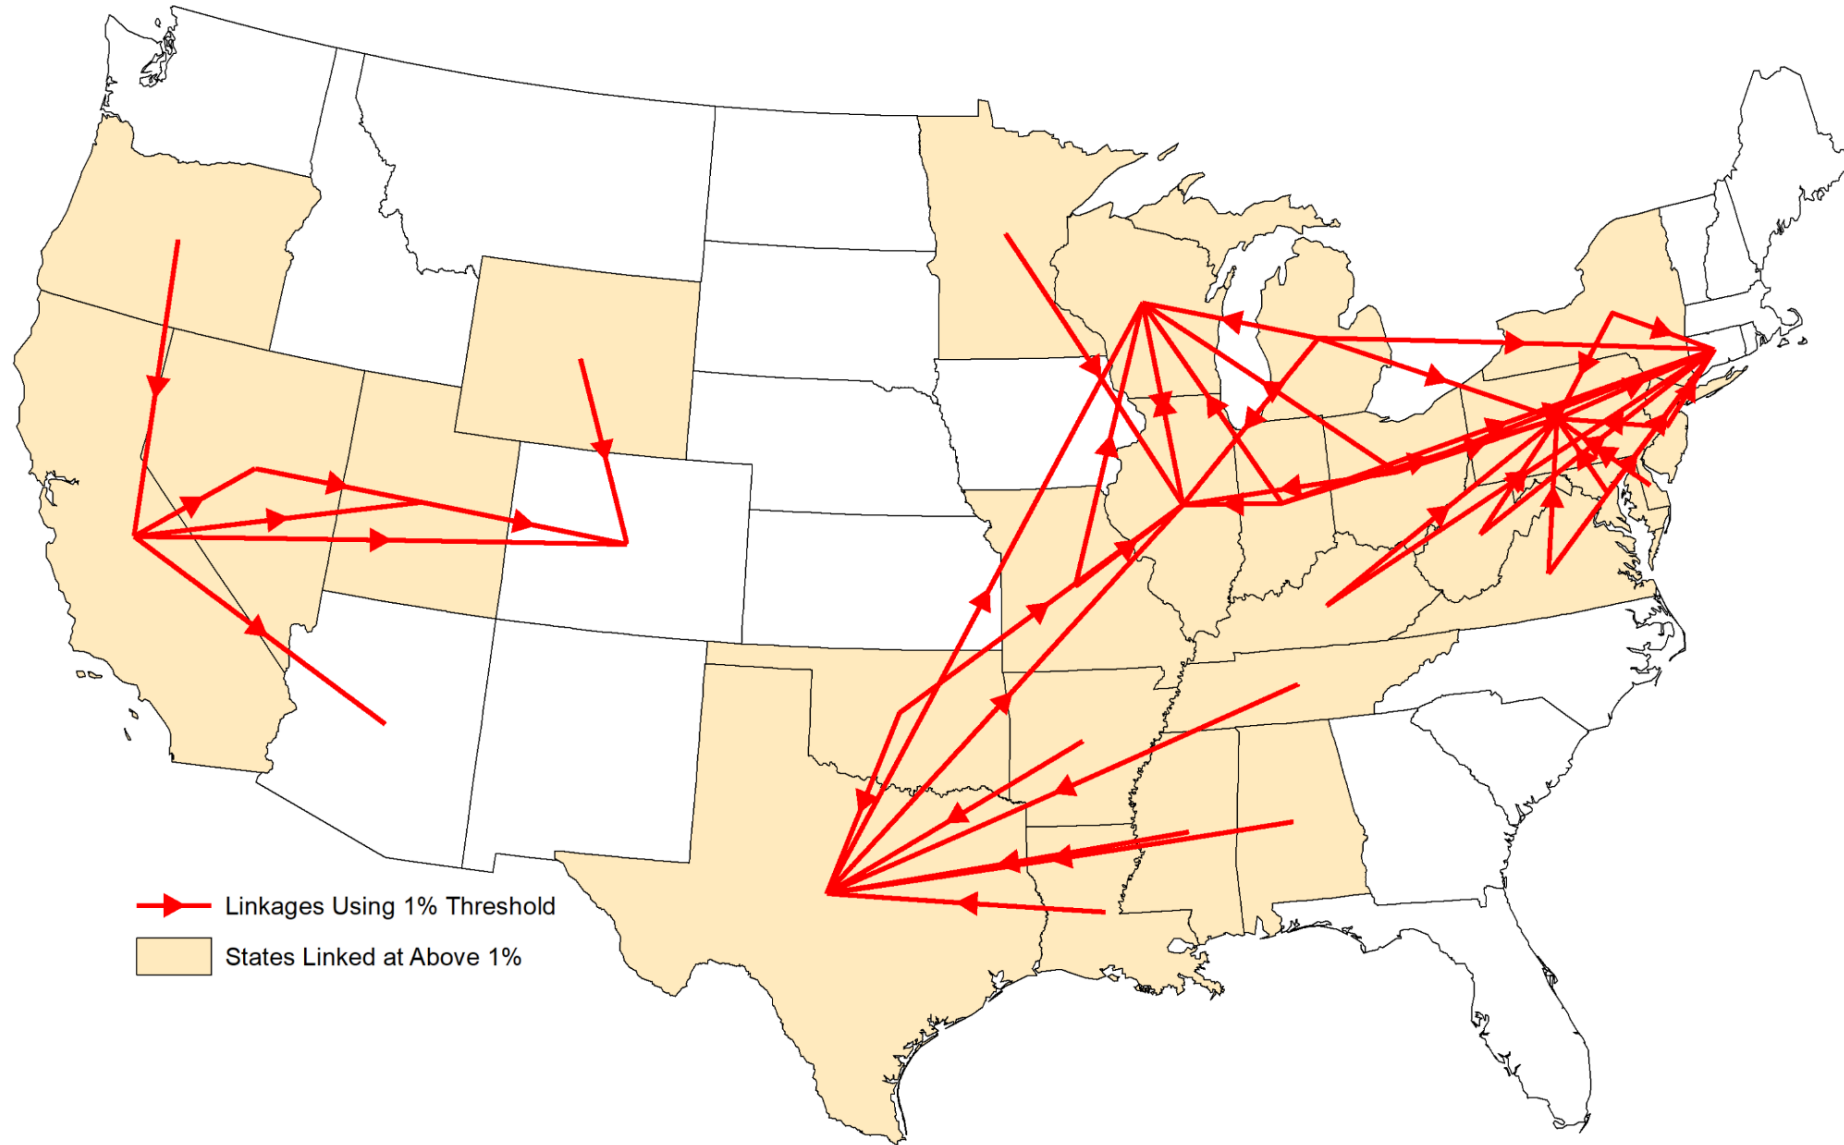 Linkages Using 1% Threshold
States Linked at Above 1%